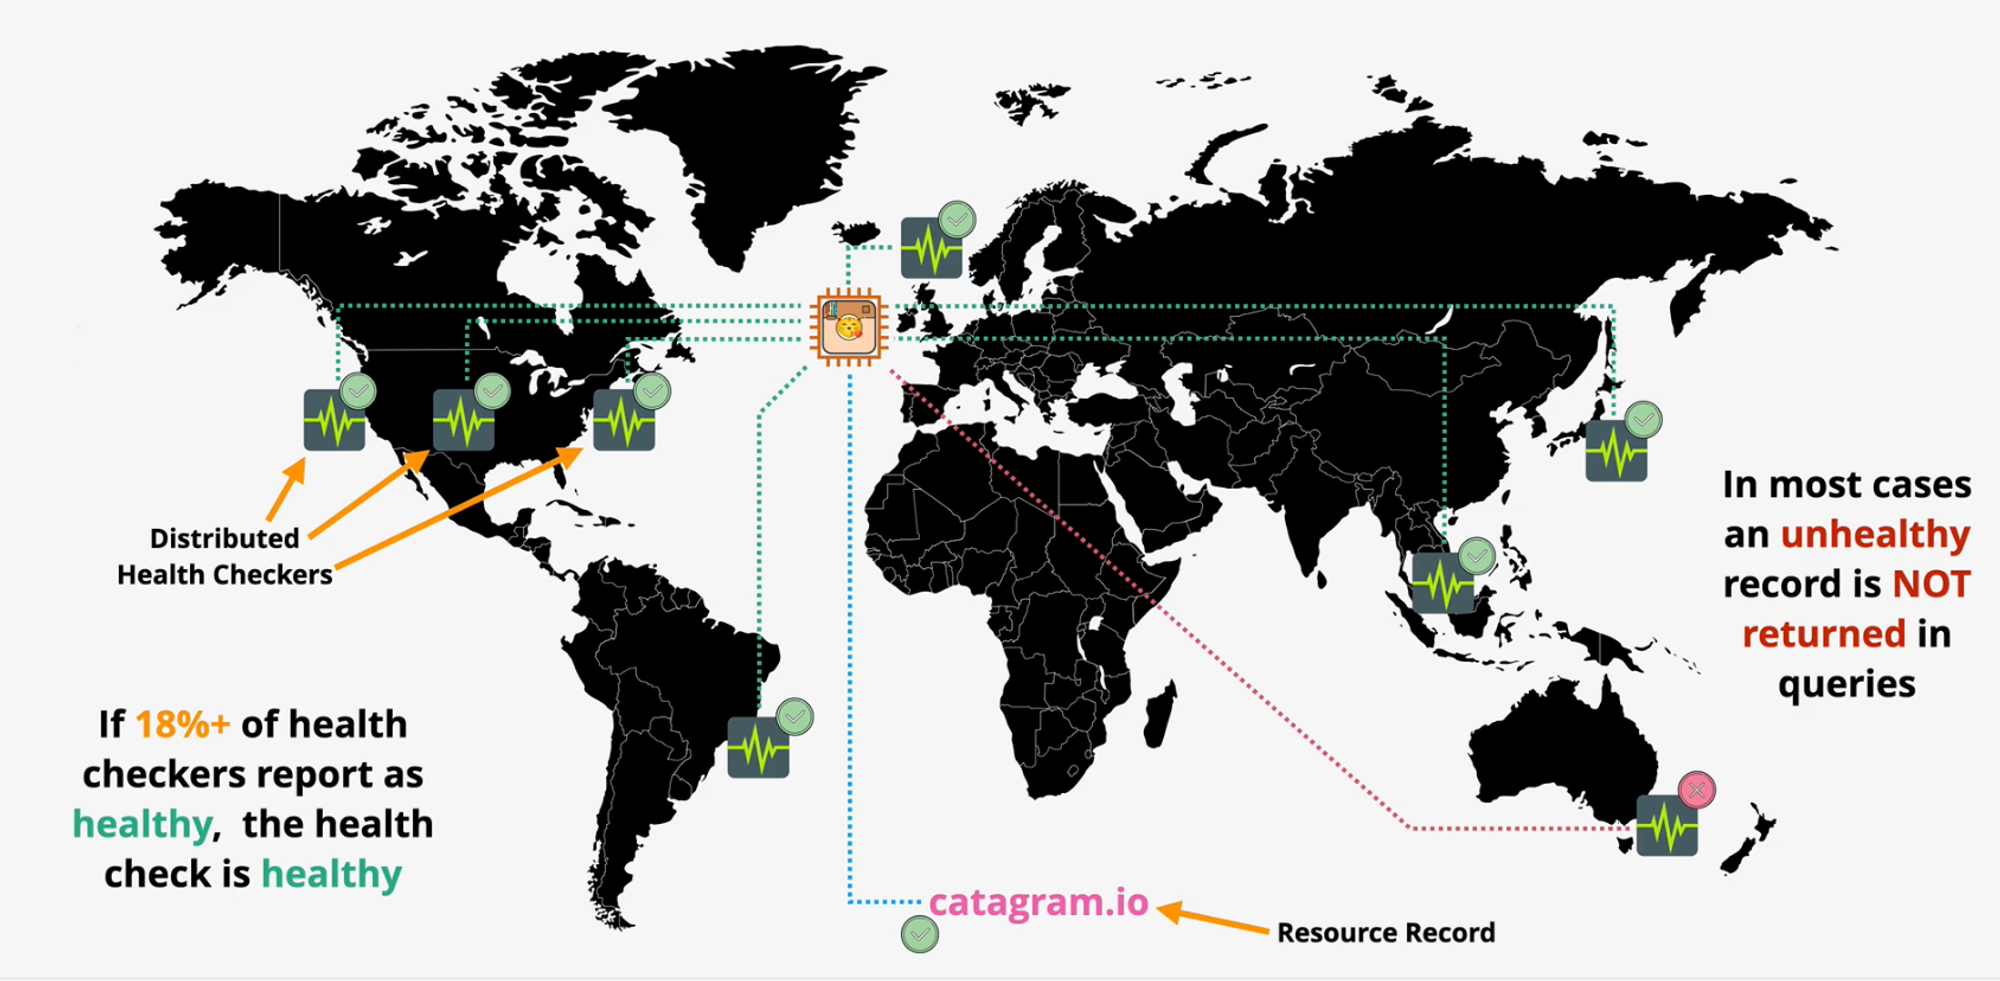 Distributed
Health Checkers
If 18%+ of health
checkers report as
healthy, the health
check is healthy
In most cases
an unhealthy
record is NOT
returned in
queries
catagram.io
Resource Record